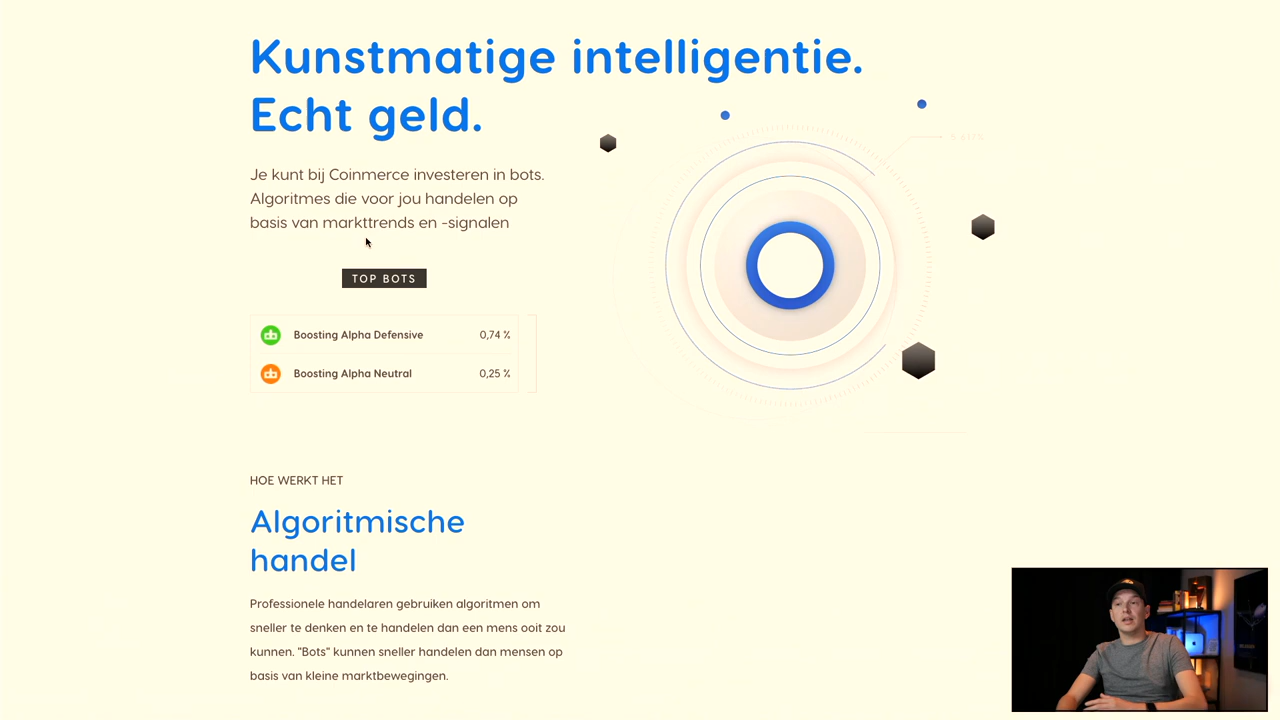 Kunstmatige intelligentie.
Echt geld.
Je kunt bij Coinmerce investeren in bots.
Algoritmes die voor jou handelen op
basis van markttrends en -signalen
TOP BOTS
Boosting Alpha Defensive 0,74 %
Boosting Alpha Neutral 0,25 %
HOE WERKT HET
Algoritmische
handel
Professionele handelaren gebruiken algoritmen om
sneller te denken en te handelen dan een mens ooit zou
kunnen. "Bots" kunnen sneller handelen dan mensen op
basis van kleine marktbewegingen.